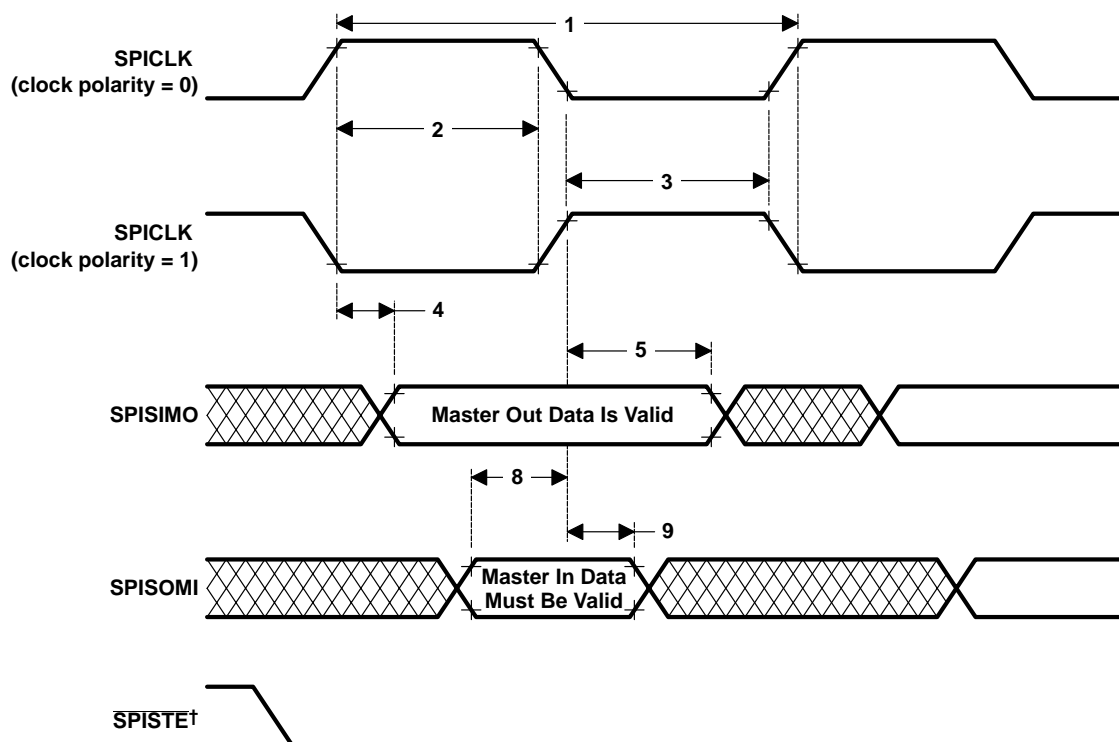 1
SPICLK
(clock polarity = 0)
2
3
SPICLK
(clock polarity = 1)
4
5
SPISIMO
Master Out Data Is Valid
8
9
SPISOMI
Master In Data
Must Be Valid
SPISTE†